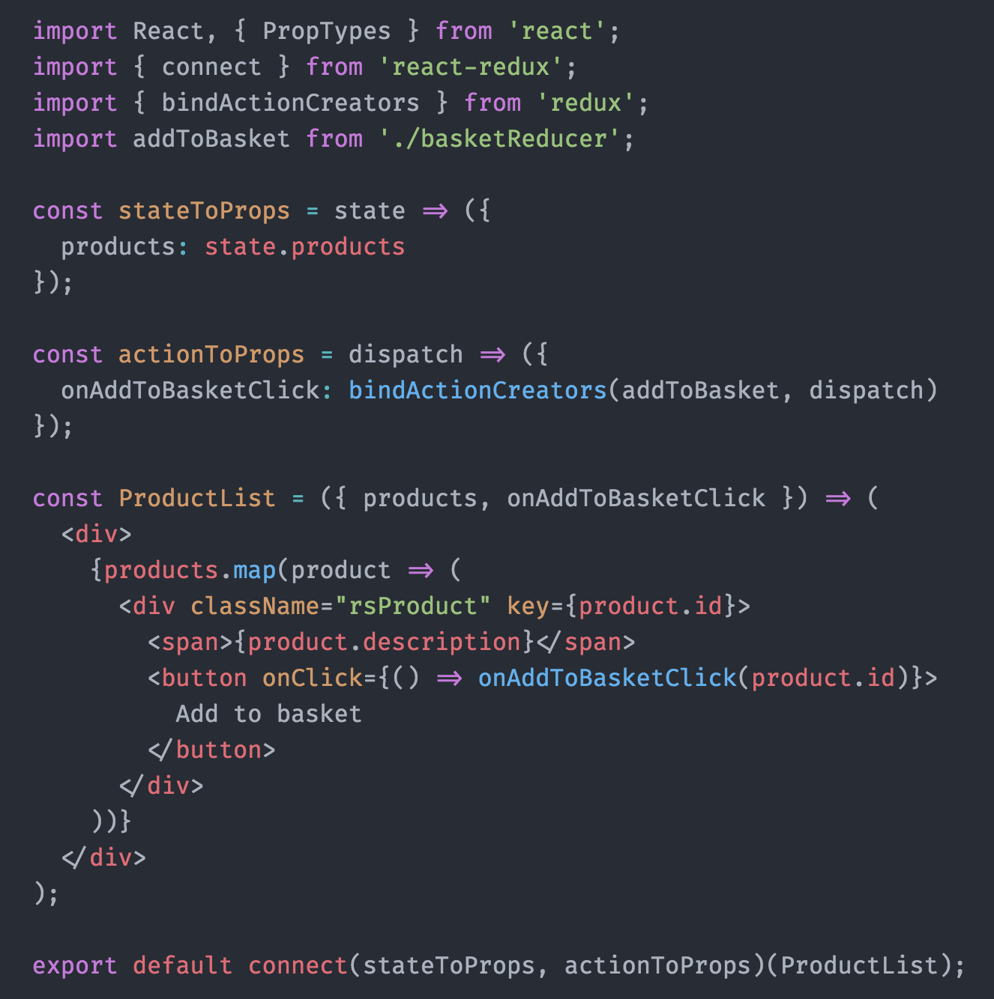 import React, { PropTypes } from 'react';
import { connect } from 'react-redux';
import { bindActionCreators } from 'redux';
import addToBasket from './basketReducer';

const stateToProps = state => ({
  products: state.products
});

const actionToProps = dispatch => ({
  onAddToBasketClick: bindActionCreators(addToBasket, dispatch)
});

const ProductList = ({ products, onAddToBasketClick }) => (
  <div>
    {products.map(product => (
      <div className="rsProduct" key={product.id}>
        <span>{product.description}</span>
        <button onClick={() => onAddToBasketClick(product.id)}>
          Add to basket
        </button>
      </div>
    ))}
  </div>
);

export default connect(stateToProps, actionToProps)(ProductList);